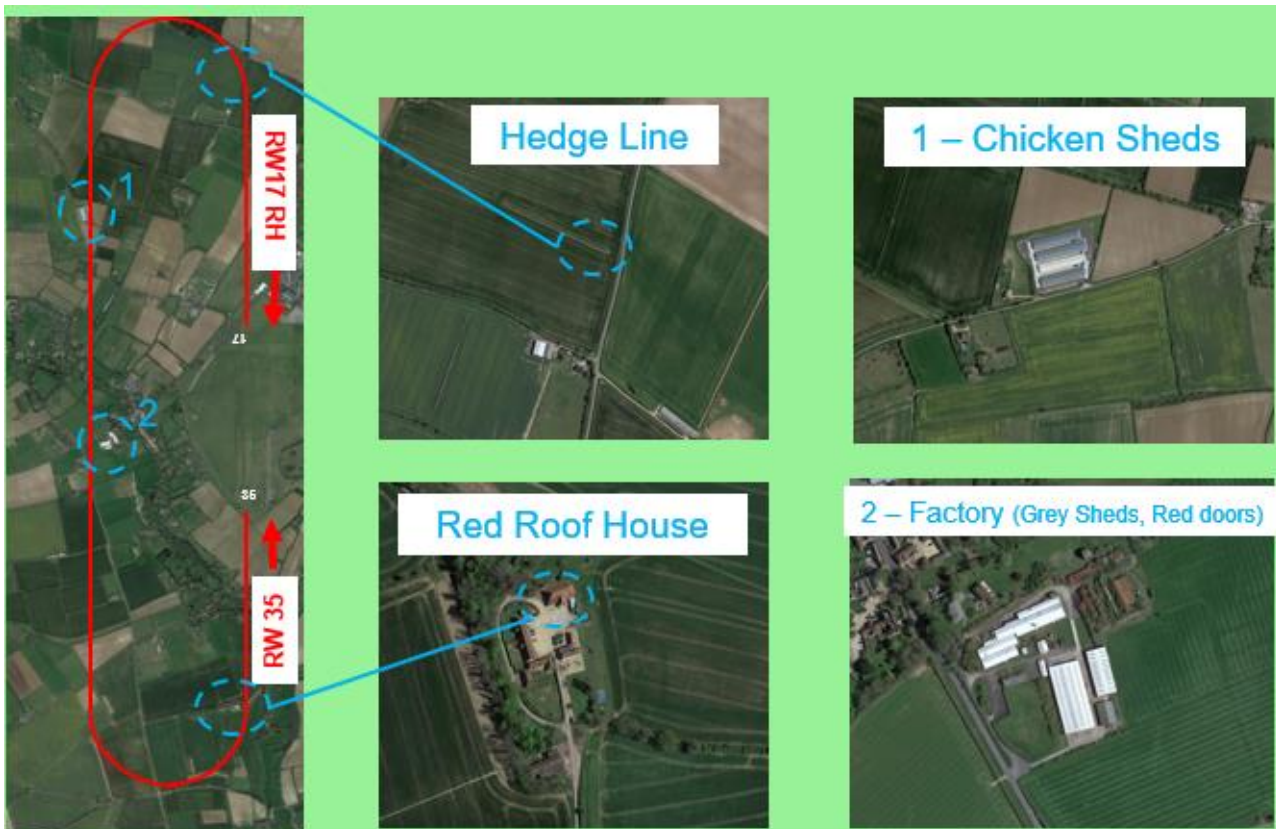 1
RW17 RH
17
2
35
RW 35
Hedge Line
1 – Chicken Sheds
Red Roof House
2 – Factory (Grey Sheds, Red doors)